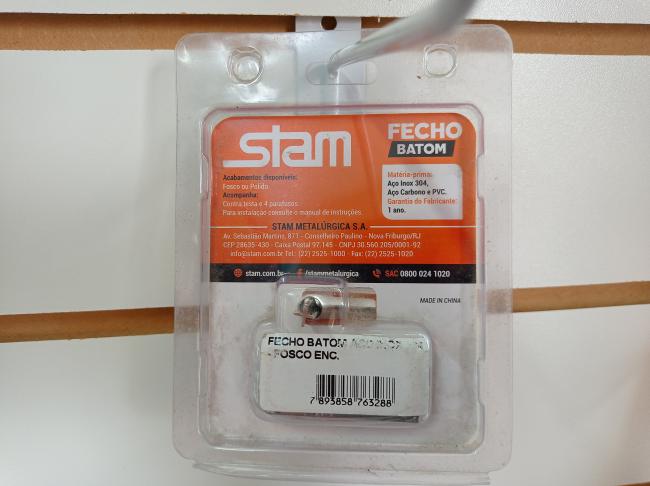 stam
FECHO
BATOM
Acabamentos disponíveis:
Fosco ou Polido.
Acompanha:
Contra testa e 4 parafusos.
Para instalação consulte o manual de instruções.
Matéria-prima:
Aço Inox 304,
Aço Carbono e PVC.
Garantia do Fabricante:
1 ano.
STAM METALÚRGICA S.A.
Av. Sebastião Martins, 871 - Conselheiro Paulino - Nova Friburgo/RJ
CEP 28635-430 - Caixa Postal 97.145 - CNPJ 30.560.205/0001-92
info@stam.com.br Tel.: (22) 2525-1000 - Fax: (22) 2525-1020
stam.com.br /stammetalurgica SAC 0800 024 1020
MADE IN CHINA
FECHO BATOM
- FOSCO ENC.
7 893858 763288